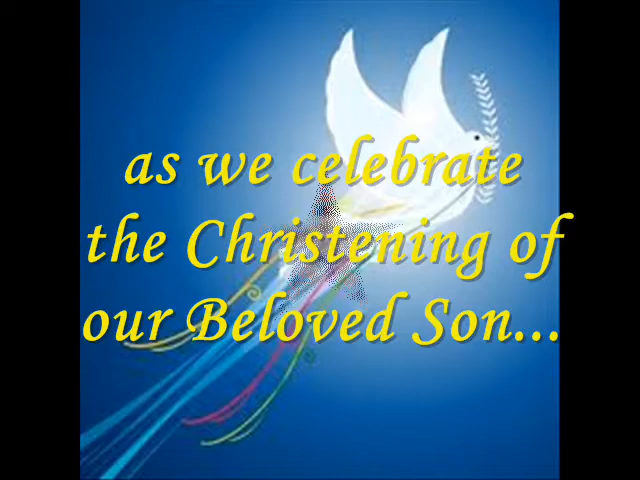 as we celebrate
the Christening of
our Beloved Son...